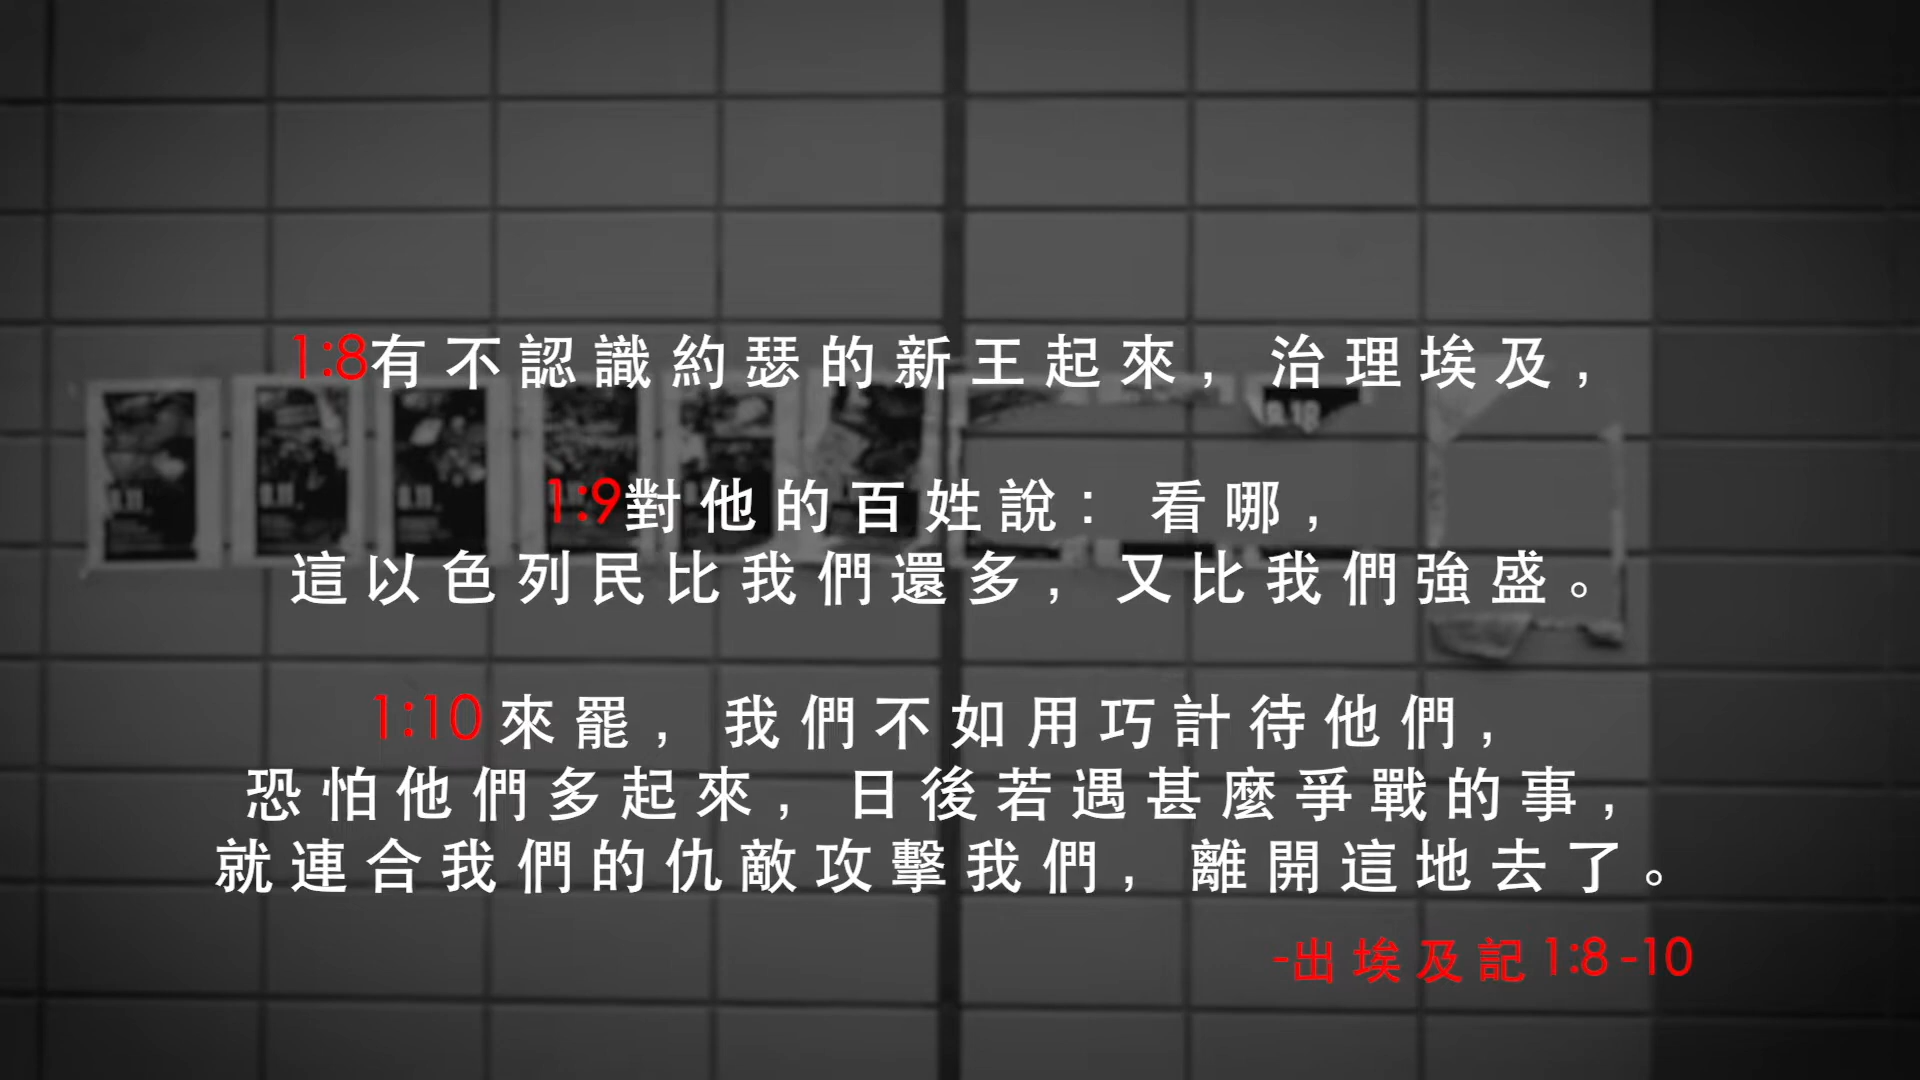 1:8有不認識約瑟的新王起來，治理埃及，
1:9對他的百姓說：看哪，
這以色列民比我們還多，又比我們強盛。
1:10來罷，我們不如用巧計待他們，
恐怕他們多起來，日後若遇甚麼爭戰的事，
就連合我們的仇敵攻擊我們，離開這地去了。
-出埃及記1:8-10